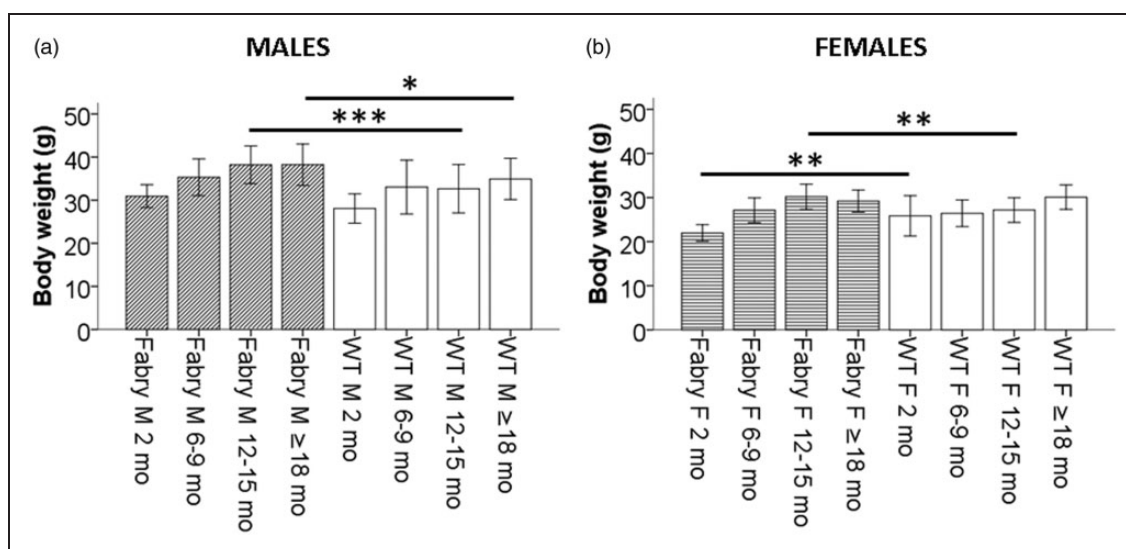 (a)
MALES
*
***
Body weight (g)
50
40
30
20
10
0
Fabry M 2 mo
Fabry M 6-9 mo
Fabry M 12-15 mo
Fabry M ≥18 mo
WT M 2 mo
WT M 6-9 mo
WT M 12-15 mo
WT M ≥18 mo
(b)
FEMALES
**
**
Body weight (g)
50
40
30
20
10
0
Fabry F 2 mo
Fabry F 6-9 mo
Fabry F 12-15 mo
Fabry F ≥18 mo
WT F 2 mo
WT F 6-9 mo
WT F 12-15 mo
WT F ≥18 mo